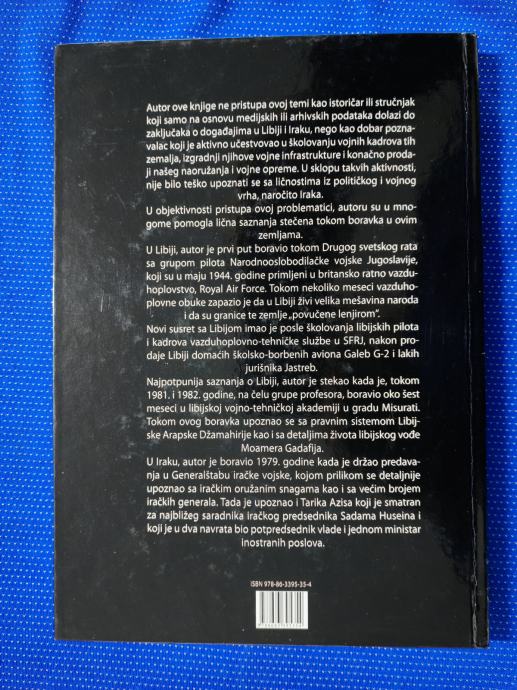 Autor ove knjige ne pristupa ovoj temi kao istoričar ili stručnjak
koji samo na osnovu medijskih ili arhivskih podataka dolazi do
zaključaka o događajima u Libiji i Iraku, nego kao dobar pozna-
valac koji je aktivno učestvovao u školovanju vojnih kadrova tih
zemalja, izgradnji njihove vojne infrastrukture i konačno proda-
ji našeg naoružanja i vojne opreme. U sklopu takvih aktivnosti,
nije bilo teško upoznati se sa ličnostima iz političkog i vojnog
vrha, naročito Iraka.
U objektivnosti pristupa ovoj problematici, autoru su u mno-
gome pomogla lična saznanja stečena tokom boravka u ovim
zemljama.
U Libiji, autor je prvi put boravio tokom Drugog svetskog rata
sa grupom pilota Narodnooslobodilačke vojske Jugoslavije,
koji su u maju 1944. godine primljeni u britansko ratno vazdu-
hoplovstvo, Royal Air Force. Tokom nekoliko meseci vazduho-
plovne obuke zapazio je da u Libiji živi velika mešavina naroda
i da su granice te zemlje „povučene lenjirom".
Novi susret sa Libijom imao je posle školovanja libijskih pilota
i kadrova vazduhoplovno-tehničke službe u SFRJ, nakon pro-
daje Libiji domaćih školsko-borbenih aviona Galeb G-2 i lakih
jurišnika Jastreb.
Najpotpunija saznanja o Libiji, autor je stekao kada je, tokom
1981. i 1982. godine, na čelu grupe profesora, boravio oko šest
meseci u libijskoj vojno-tehničkoj akademiji u gradu Misurati.
Tokom ovog boravka upoznao se sa pravnim sistemom Libij-
ske Arapske Džamahirije kao i sa detaljima života libijskog vođe
Moamera Gadafija.
U Iraku, autor je boravio 1979. godine kada je držao predava-
nja u Generalštabu iračke vojske, kojom prilikom se detaljnije
upoznao sa iračkim oružanim snagama kao i sa većim brojem
iračkih generala. Tada je upoznao i Tarika Azisa koji je smatran
za najbližeg saradnika iračkog predsednika Sadama Huseina i
koji je u dva navrata bio potpredsednik vlade i jednom ministar
inostranih poslova.
ISBN 978-86-3395-35-4